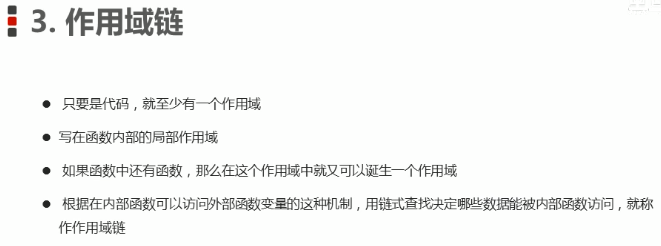 3. 作用域链
只要是代码，就至少有一个作用域
写在函数内部的局部作用域
如果函数中还有函数，那么在这个作用域中就又可以诞生一个作用域
根据在内部函数可以访问外部函数变量的这种机制，用链式查找决定哪些数据能被内部函数访问，就称
作作用域链